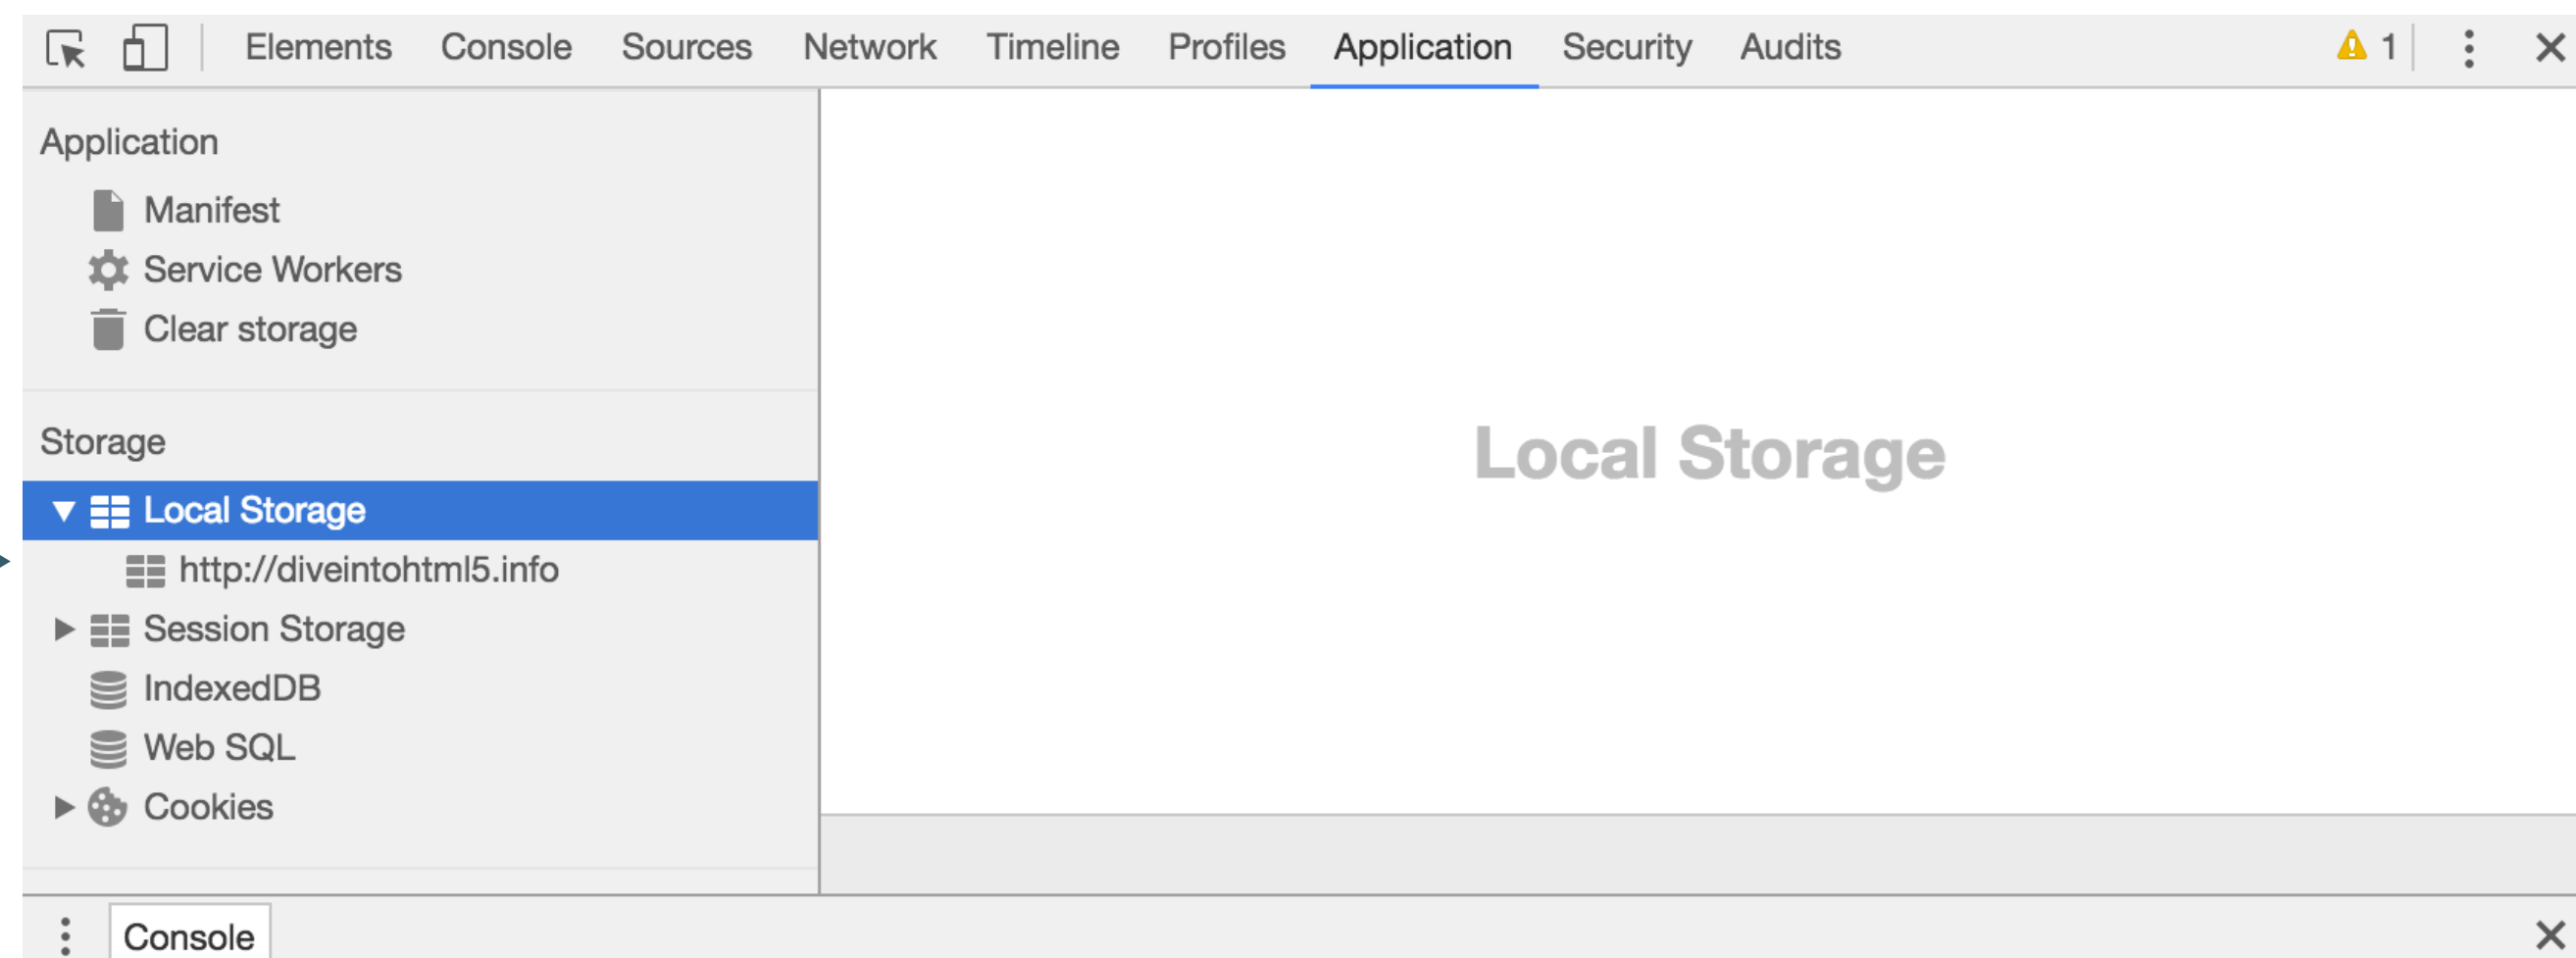 Elements Console Sources Network Timeline Profiles Application Security Audits 1
Application
Manifest
Service Workers
Clear storage
Storage
Local Storage
http://diveintohtml5.info
Session Storage
IndexedDB
Web SQL
Cookies
Local Storage
Console